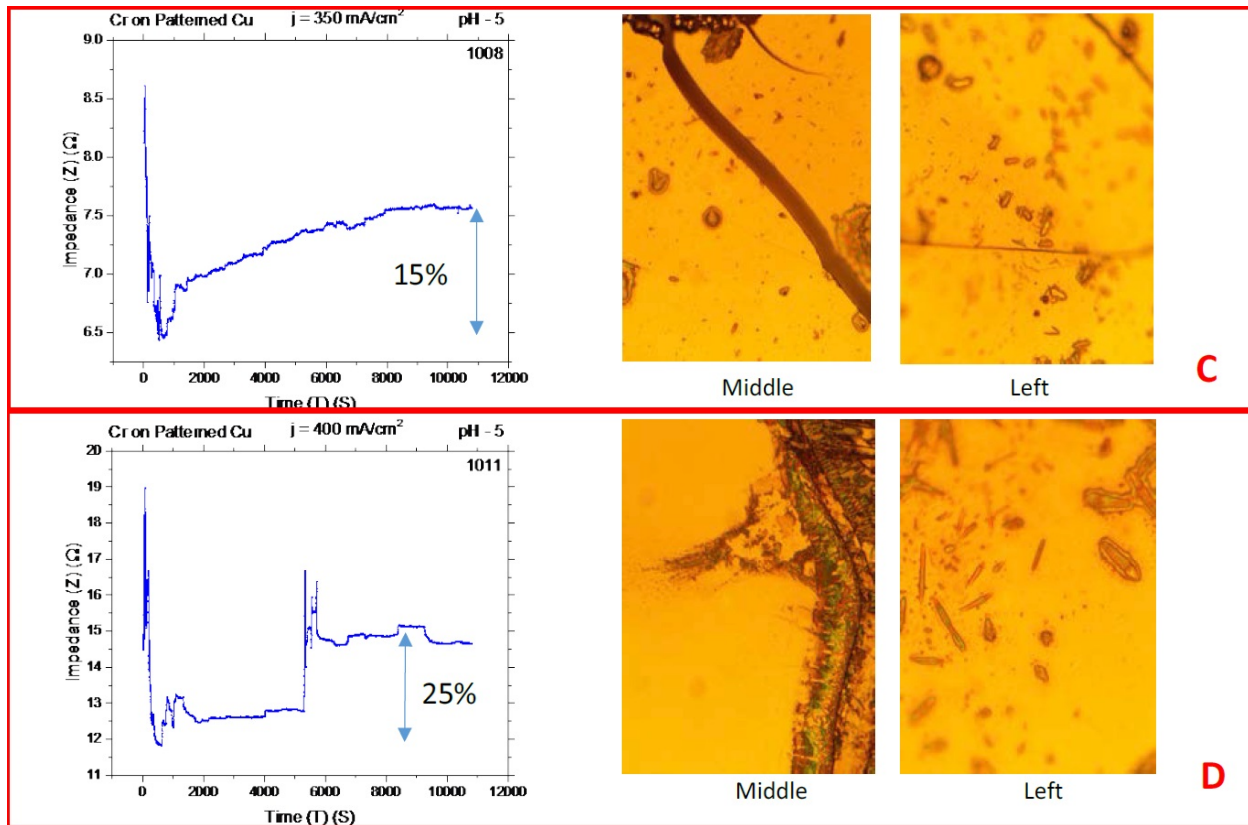 Cr on Patterned Cu j = 350 mA/cm² pH - 5
1008
9.0
8.5
8.0
7.5
7.0
6.5
Impedance (Z) (Ω)
15%
0 2000 4000 6000 8000 10000 12000
Time (T) (S)
Middle
Left
C
Cr on Patterned Cu j = 400 mA/cm² pH - 5
1011
20
19
18
17
16
15
14
13
12
11
Impedance (Z) (Ω)
25%
0 2000 4000 6000 8000 10000 12000
Time (T) (S)
Middle
Left
D